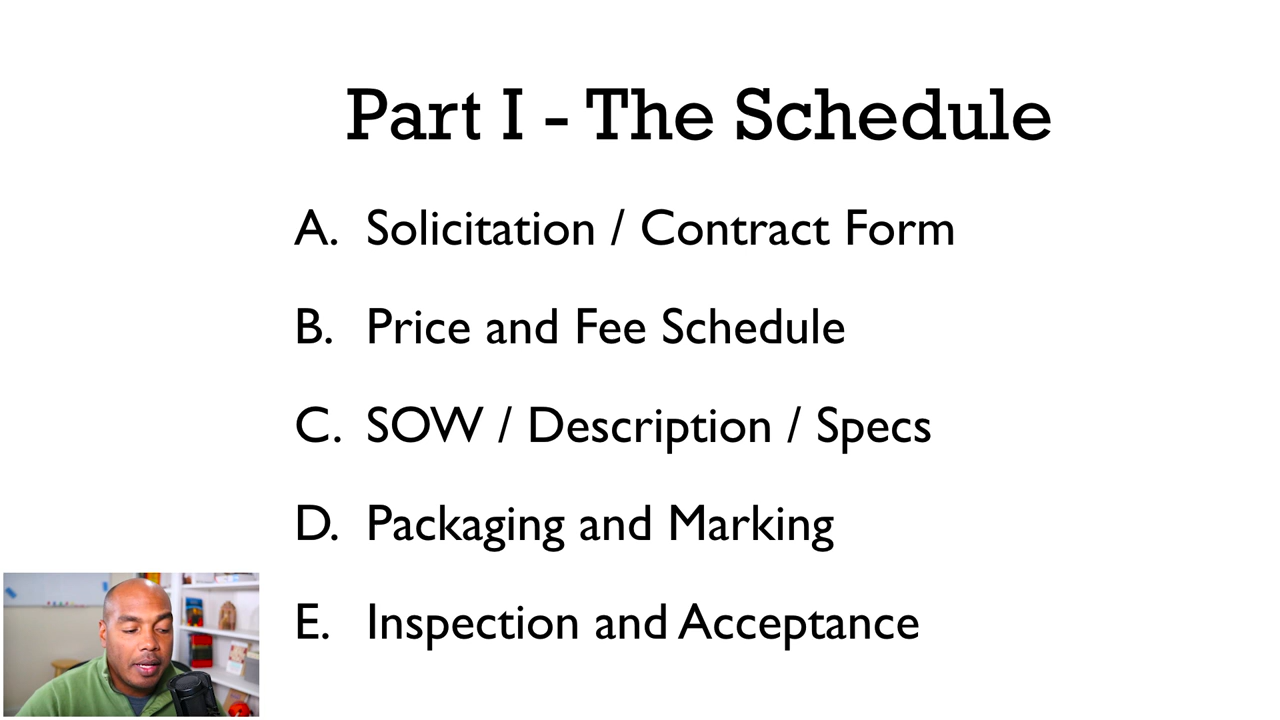 Part I - The Schedule
A. Solicitation / Contract Form
B. Price and Fee Schedule
C. SOW / Description / Specs
D. Packaging and Marking
E. Inspection and Acceptance